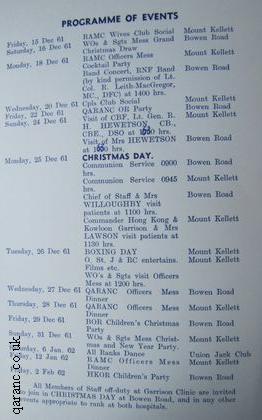 PROGRAMME OF EVENTS
Friday, 15 Dec 61 RAMC Wives Club Social Mount Kellett
Saturday, 16 Dec 61 WOs & Sgts Mess Grand Bowen Road
Christmas Draw
Monday, 18 Dec 61 RAMC Officers Mess Mount Kellett
Cocktail Party
Band Concert, RNF Band Bowen Road
(by kind permission of Lt.
Col. R. Leith-MacGregor,
MC., DFC) at 1400 hrs.
Wednesday, 20 Dec 61 Cpls Club Social Mount Kellett
Friday, 22 Dec 61 QARANC OR Party Bowen Road
Sunday, 24 Dec 61 Visit of CBF, Lt. Gen. R. Mount Kellett
H. HEWETSON, CB.,
CBE., DSO at hrs.
Visit of Mrs HEWETSON Bowen Road
at hrs.
Monday, 25 Dec 61 CHRISTMAS DAY.
Communion Service 0900 Bowen Road
hrs.
Communion Service 0945 Mount Kellett
hrs.
Chief of Staff & Mrs Bowen Road
WILLOUGHBY visit
patients at 1100 hrs.
Commander Hong Kong & Mount Kellett
Kowloon Garrison & Mrs
LAWSON visit patients at
1130 hrs.
Tuesday, 26 Dec 61 BOXING DAY Mount Kellett
O. St. J & BC entertains. Mount Kellett
Films etc.
WO's & Sgts visit Officers
Mess at 1200 hrs.
Wednesday, 27 Dec 61 QARANC Officers Mess Bowen Road
Dinner
Thursday, 28 Dec 61 QARANC Officers Mess Mount Kellett
Dinner
Friday, 29 Dec 61 BOR Children's Christmas Bowen Road
Party
Sunday, 31 Dec 61 WOs & Sgts Mess Christ- Mount Kellett
mas and New Year Party.
6 Jan 62 All Ranks Dance Union Jack Club
12 Jan 62 RAMC Officers Mess Mount Kellett
Dinner
2 Feb 62 HKOR Children's Party Bowen Road
All Members of Staff off-duty at Garrison Clinic are invited
to join in CHRISTMAS DAY at Bowen Road, and in any other
events appropriate to rank at both hospitals.
qaranc.co.uk